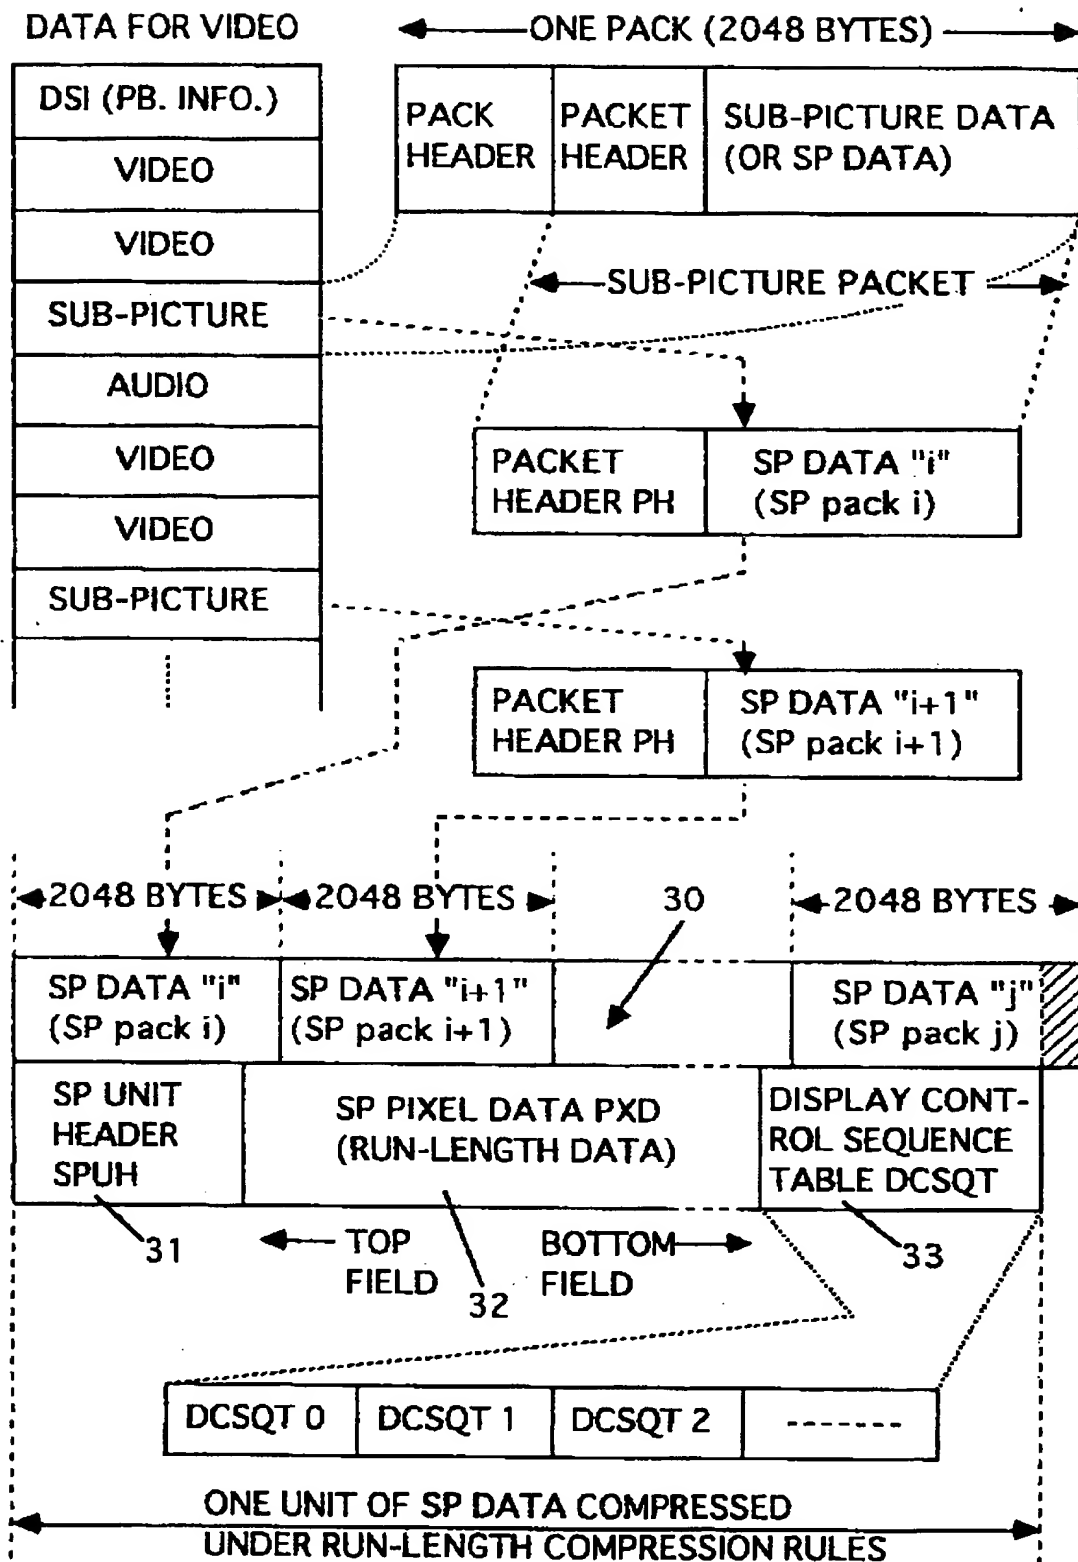 DATA FOR VIDEO
ONE PACK (2048 BYTES)
DSI (PB. INFO.)
VIDEO
VIDEO
SUB-PICTURE
AUDIO
VIDEO
VIDEO
SUB-PICTURE
PACK
HEADER
PACKET
HEADER
SUB-PICTURE DATA
(OR SP DATA)
SUB-PICTURE PACKET
PACKET
HEADER PH
SP DATA "i"
(SP pack i)
PACKET
HEADER PH
SP DATA "i+1"
(SP pack i+1)
2048 BYTES
2048 BYTES
30
2048 BYTES
SP DATA "i"
(SP pack i)
SP DATA "i+1"
(SP pack i+1)
SP DATA "j"
(SP pack j)
SP UNIT
HEADER
SPUH
SP PIXEL DATA PXD
(RUN-LENGTH DATA)
DISPLAY CONT-
ROL SEQUENCE
TABLE DCSQT
31
TOP
FIELD
32
BOTTOM
FIELD
33
DCSQT 0
DCSQT 1
DCSQT 2
ONE UNIT OF SP DATA COMPRESSED
UNDER RUN-LENGTH COMPRESSION RULES